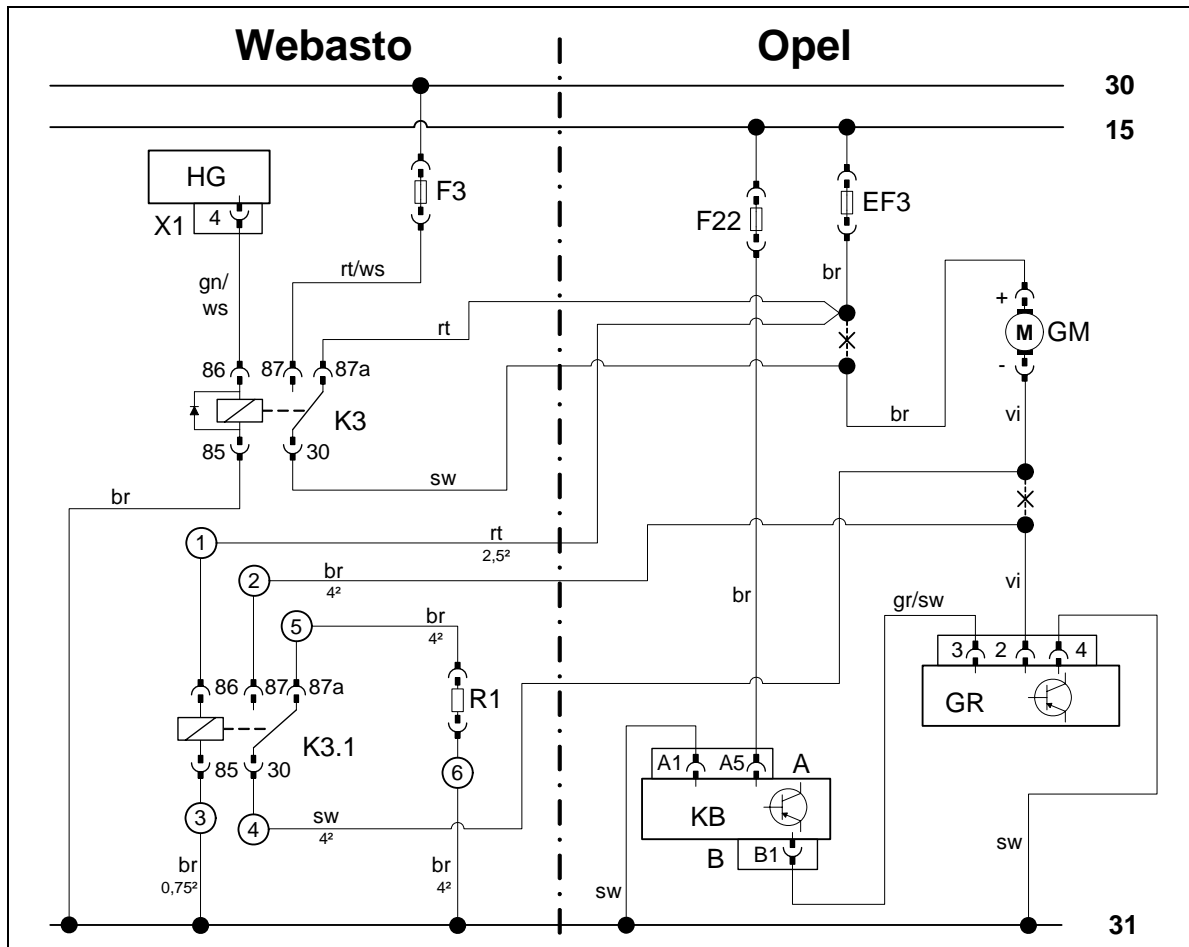 Webasto Opel
30
15
HG
X1 4
F3
F22 EF3
rt/ws
br
gn/
ws
+
M GM
-
rt
86 87 87a
K3
85 30
br vi
sw
br
1 rt
2,5²
2 br
4²
br
vi
gr/sw
5 br
4²
3 2 4
GR
86 87 87a
R1
K3.1
85 30
6
A1 A5 A
KB
B B1
3
4 sw
4²
br
0,75²
br
4²
sw
sw
31